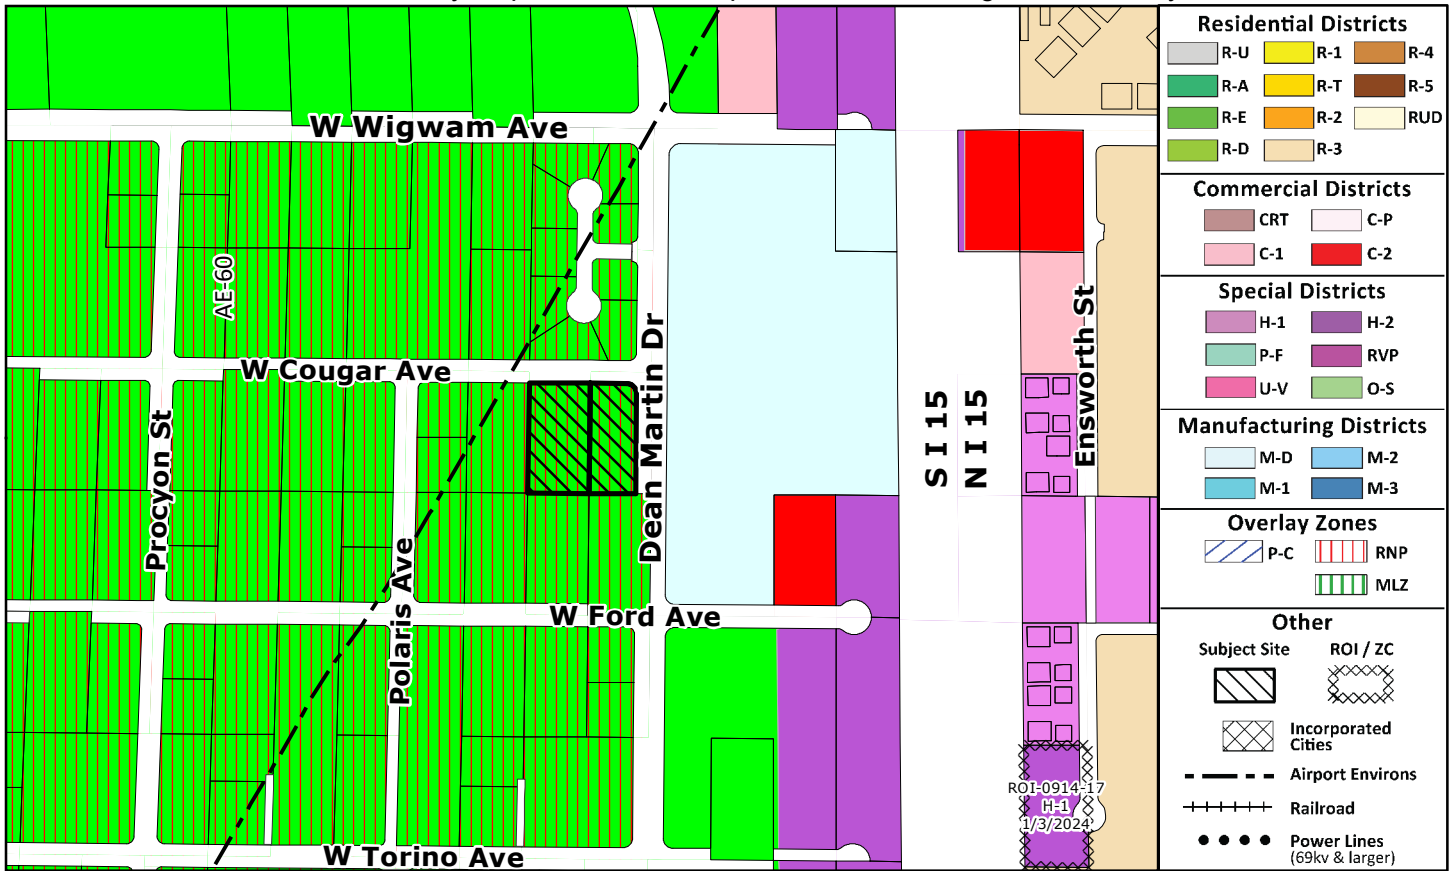 W Wigwam Ave
AE-60
W Cougar Ave
Dean Martin Dr
Procyon St
Polaris Ave
W Ford Ave
W Torino Ave
S I 15
N I 15
Ensworth St
ROI-0914-17
H-1
1/3/2024
Residential Districts
R-U R-1 R-4
R-A R-T R-5
R-E R-2 RUD
R-D R-3
Commercial Districts
CRT C-P
C-1 C-2
Special Districts
H-1 H-2
P-F RVP
U-V O-S
Manufacturing Districts
M-D M-2
M-1 M-3
Overlay Zones
P-C RNP
MLZ
Other
Subject Site ROI / ZC
Incorporated
Cities
Airport Environs
Railroad
Power Lines
(69kv & larger)